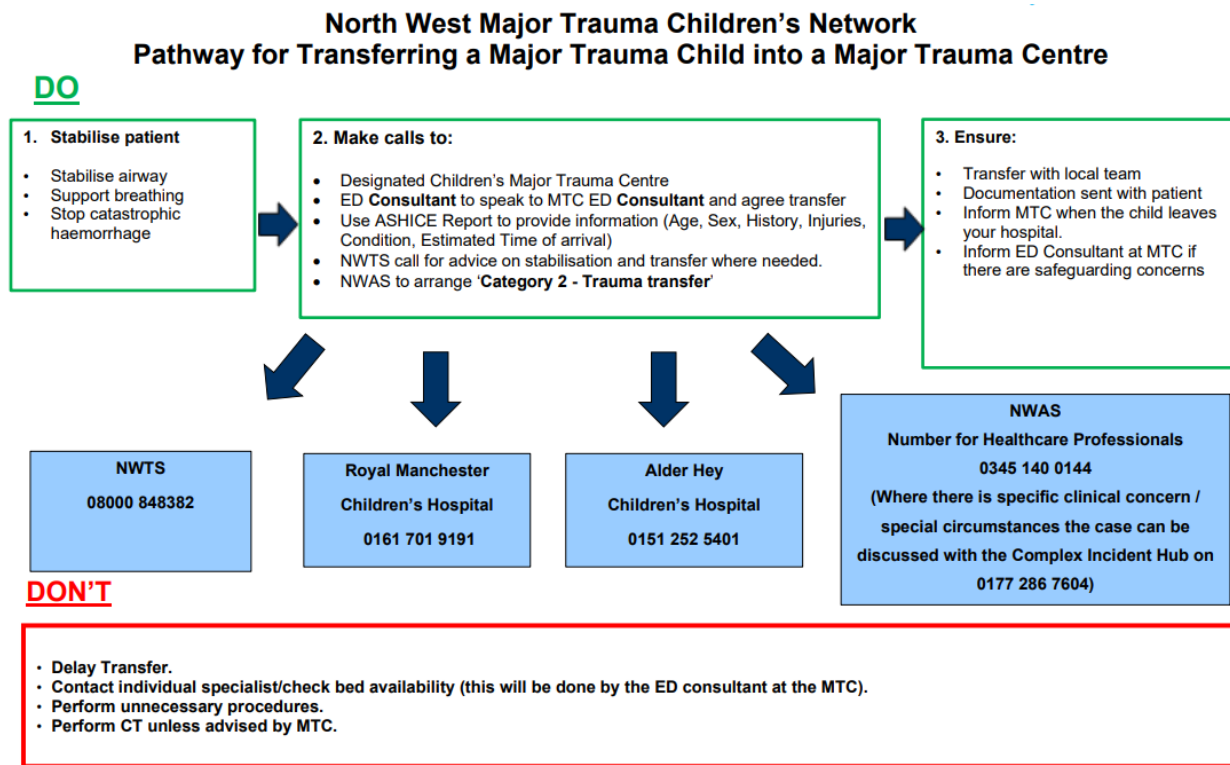 North West Major Trauma Children's Network
Pathway for Transferring a Major Trauma Child into a Major Trauma Centre
DO
1. Stabilise patient
• Stabilise airway
• Support breathing
• Stop catastrophic
haemorrhage
2. Make calls to:
• Designated Children's Major Trauma Centre
• ED Consultant to speak to MTC ED Consultant and agree transfer
• Use ASHICE Report to provide information (Age, Sex, History, Injuries,
Condition, Estimated Time of arrival)
• NWTS call for advice on stabilisation and transfer where needed.
• NWAS to arrange ‘Category 2 - Trauma transfer’
3. Ensure:
• Transfer with local team
• Documentation sent with patient
• Inform MTC when the child leaves
your hospital.
• Inform ED Consultant at MTC if
there are safeguarding concerns
NWTS
08000 848382
Royal Manchester
Children's Hospital
0161 701 9191
Alder Hey
Children's Hospital
0151 252 5401
NWAS
Number for Healthcare Professionals
0345 140 0144
(Where there is specific clinical concern /
special circumstances the case can be
discussed with the Complex Incident Hub on
0177 286 7604)
DON'T
• Delay Transfer.
• Contact individual specialist/check bed availability (this will be done by the ED consultant at the MTC).
• Perform unnecessary procedures.
• Perform CT unless advised by MTC.